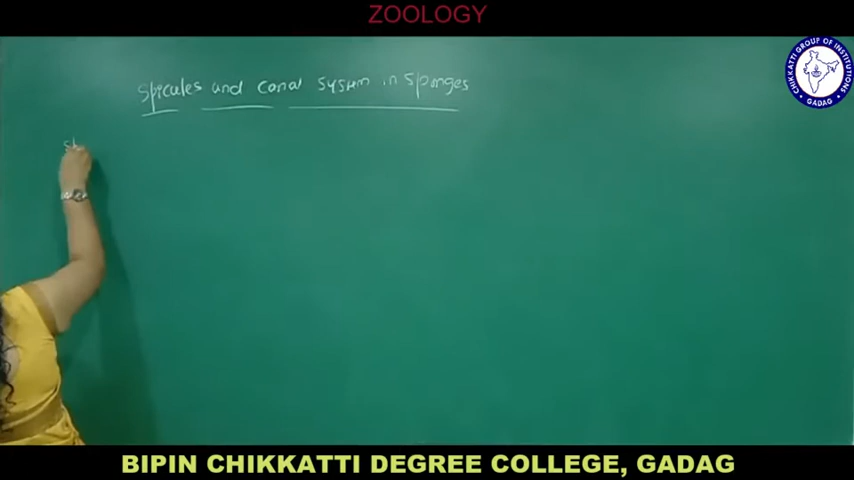 ZOOLOGY
Spicules and canal system in Sponges
CHIKKATTI GROUP OF INSTITUTIONS
GADAG
BIPIN CHIKKATTI DEGREE COLLEGE, GADAG